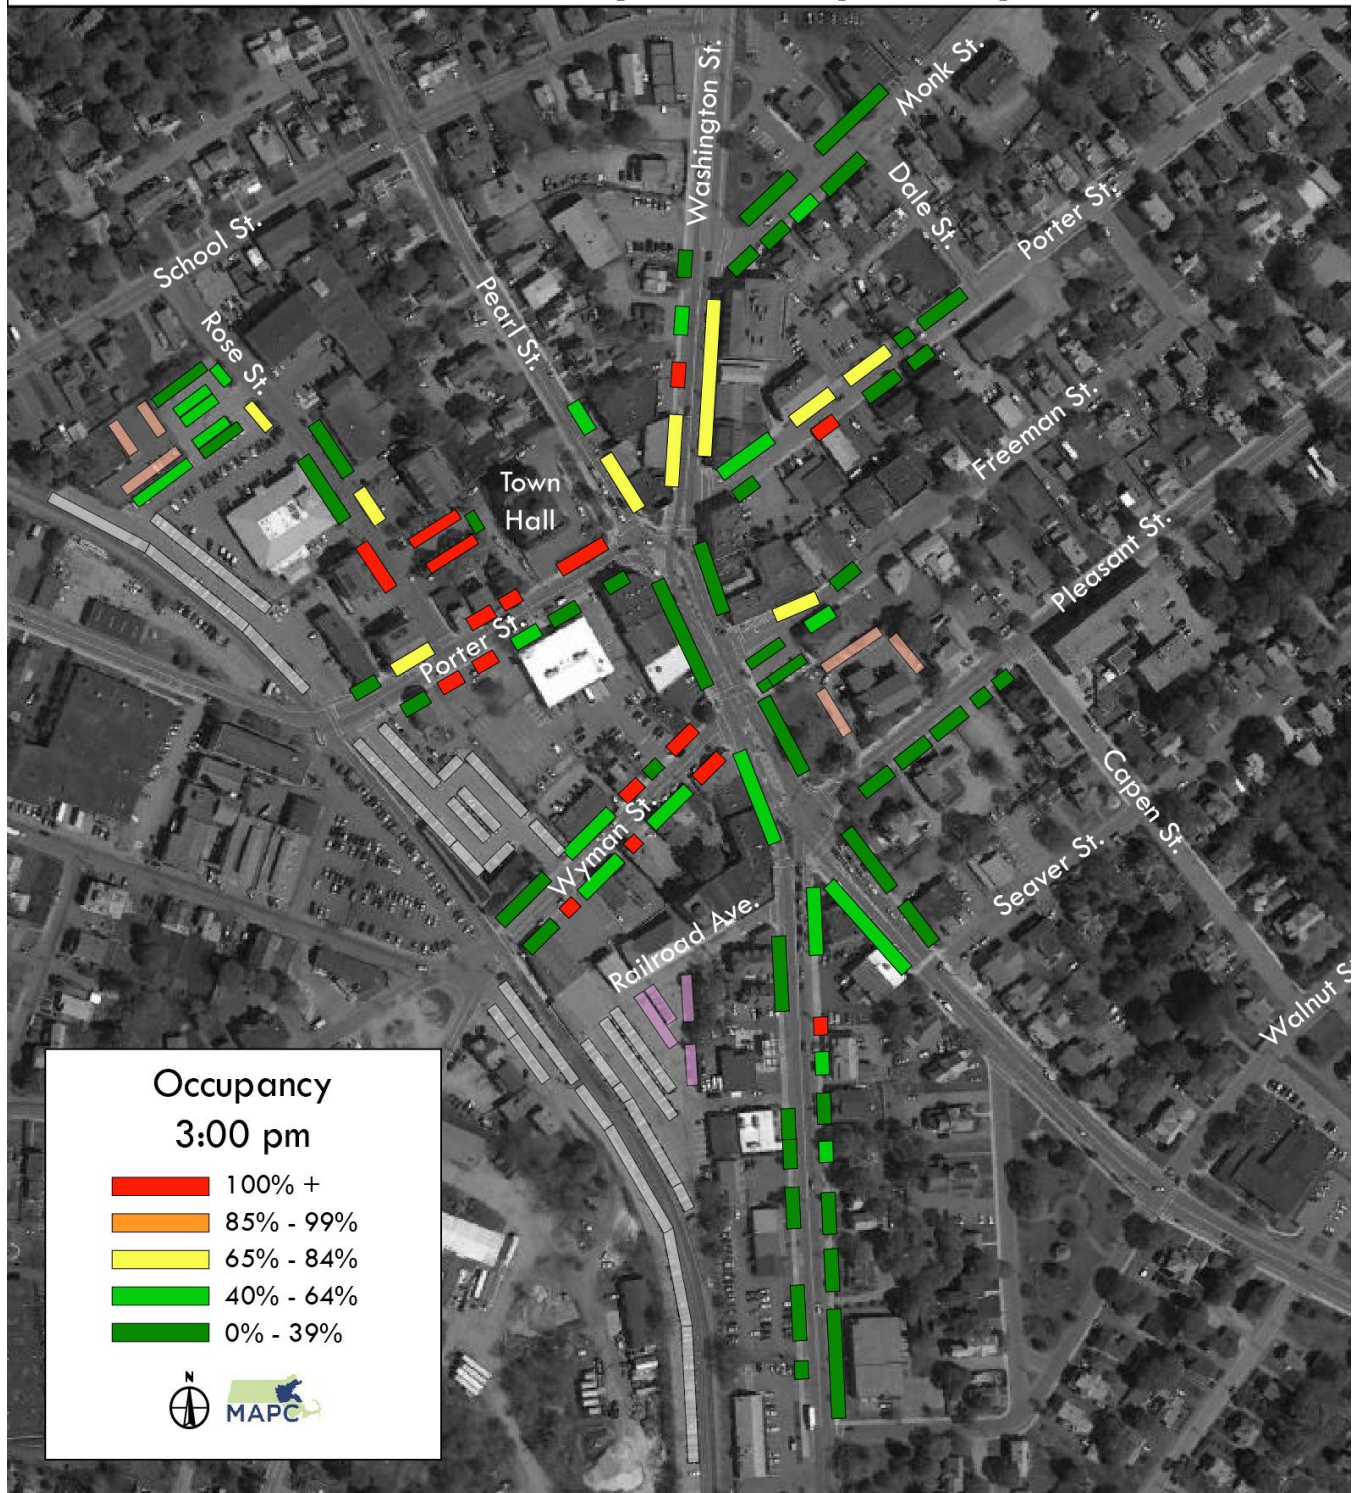 Washington St.
Monk St.
Dale St.
Porter St.
School St.
Pearl St.
Rose St.
Freeman St.
Town
Hall
Pleasant St.
Porter St.
Capen St.
Wyman St.
Seaver St.
Railroad Ave.
Walnut S
Occupancy
3:00 pm
100% +
85% - 99%
65% - 84%
40% - 64%
0% - 39%
N
MAPC